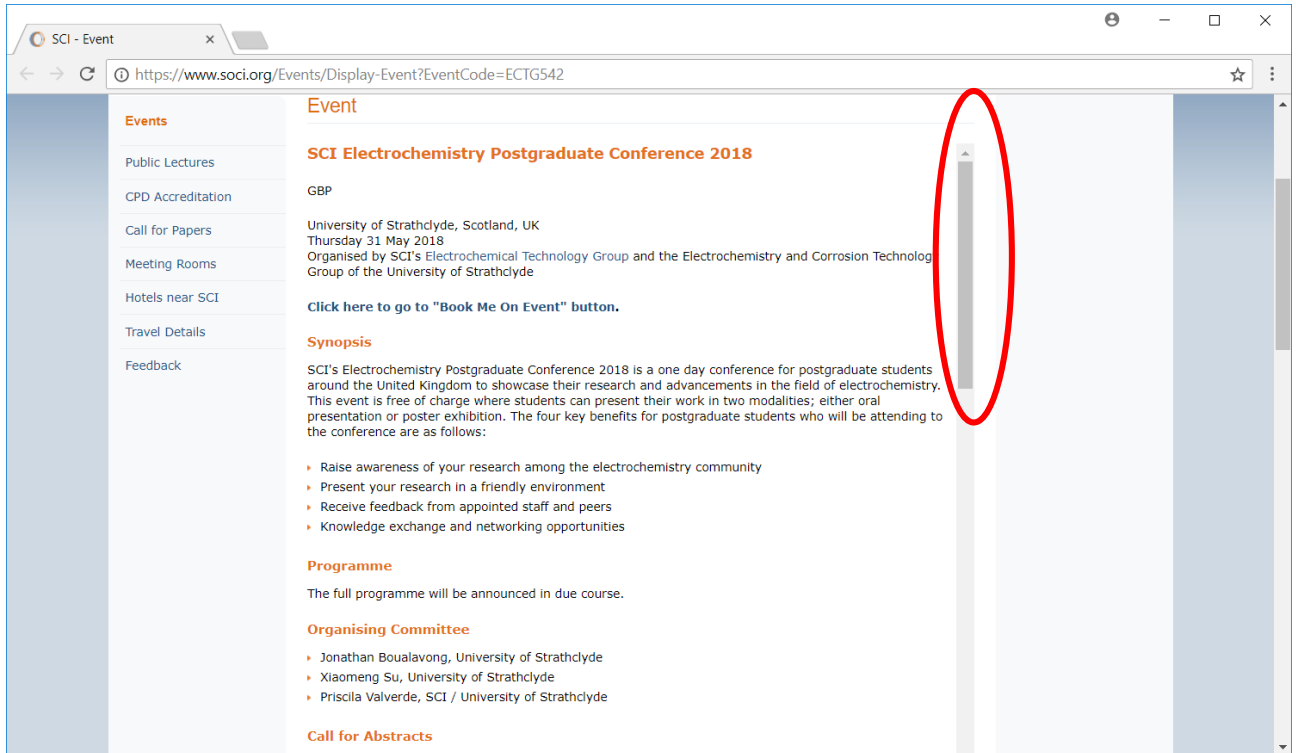 SCI - Event
https://www.soci.org/Events/Display-Event?EventCode=ECTG542
Events
Public Lectures
CPD Accreditation
Call for Papers
Meeting Rooms
Hotels near SCI
Travel Details
Feedback
Event
SCI Electrochemistry Postgraduate Conference 2018
GBP
University of Strathclyde, Scotland, UK
Thursday 31 May 2018
Organised by SCI's Electrochemical Technology Group and the Electrochemistry and Corrosion Technolog
Group of the University of Strathclyde
Click here to go to "Book Me On Event" button.
Synopsis
SCI's Electrochemistry Postgraduate Conference 2018 is a one day conference for postgraduate students
around the United Kingdom to showcase their research and advancements in the field of electrochemistry.
This event is free of charge where students can present their work in two modalities; either oral
presentation or poster exhibition. The four key benefits for postgraduate students who will be attending to
the conference are as follows:
Raise awareness of your research among the electrochemistry community
Present your research in a friendly environment
Receive feedback from appointed staff and peers
Knowledge exchange and networking opportunities
Programme
The full programme will be announced in due course.
Organising Committee
Jonathan Boualavong, University of Strathclyde
Xiaomeng Su, University of Strathclyde
Priscila Valverde, SCI / University of Strathclyde
Call for Abstracts